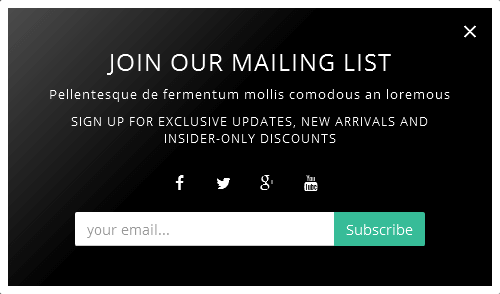 JOIN OUR MAILING LIST
Pellentesque de fermentum mollis comodous an loremous
SIGN UP FOR EXCLUSIVE UPDATES, NEW ARRIVALS AND
INSIDER-ONLY DISCOUNTS
You Tube
your email...
Subscribe